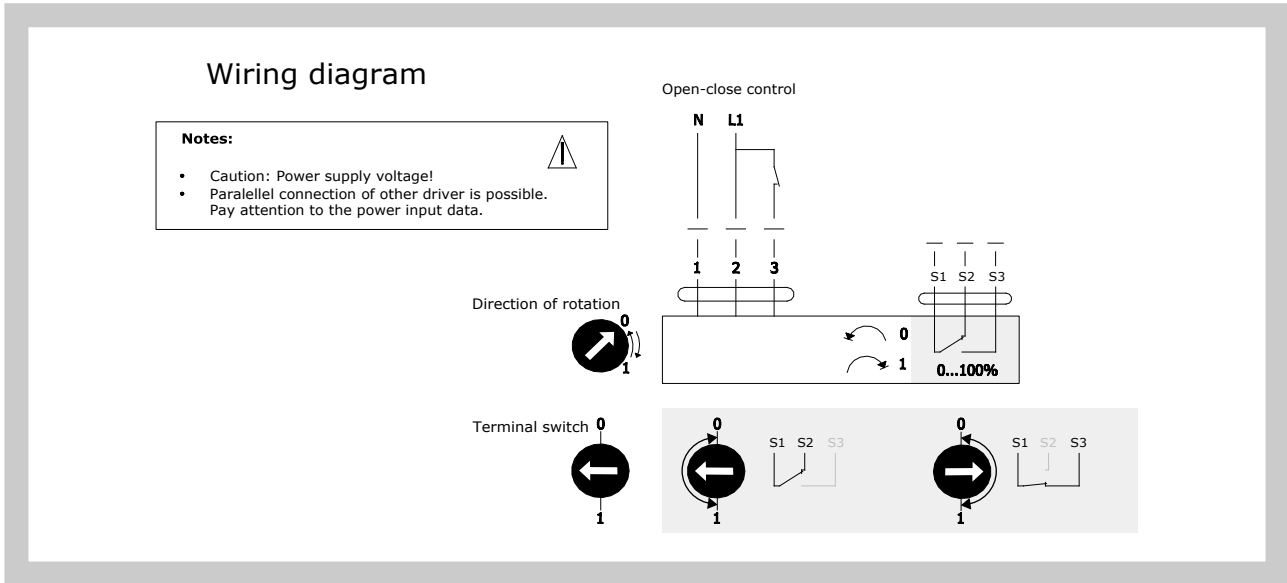 Wiring diagram
Notes:
• Caution: Power supply voltage!
• Paralellel connection of other driver is possible.
Pay attention to the power input data.
Open-close control
N L1
1 2 3
S1 S2 S3
Direction of rotation
0
1
0
1
0...100%
Terminal switch
0
1
0
1
S1 S2 S3
0
1
S1 S2 S3